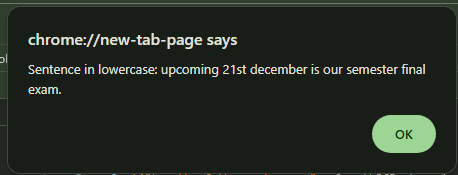 chrome://new-tab-page says
Sentence in lowercase: upcoming 21st december is our semester final
exam.
OK